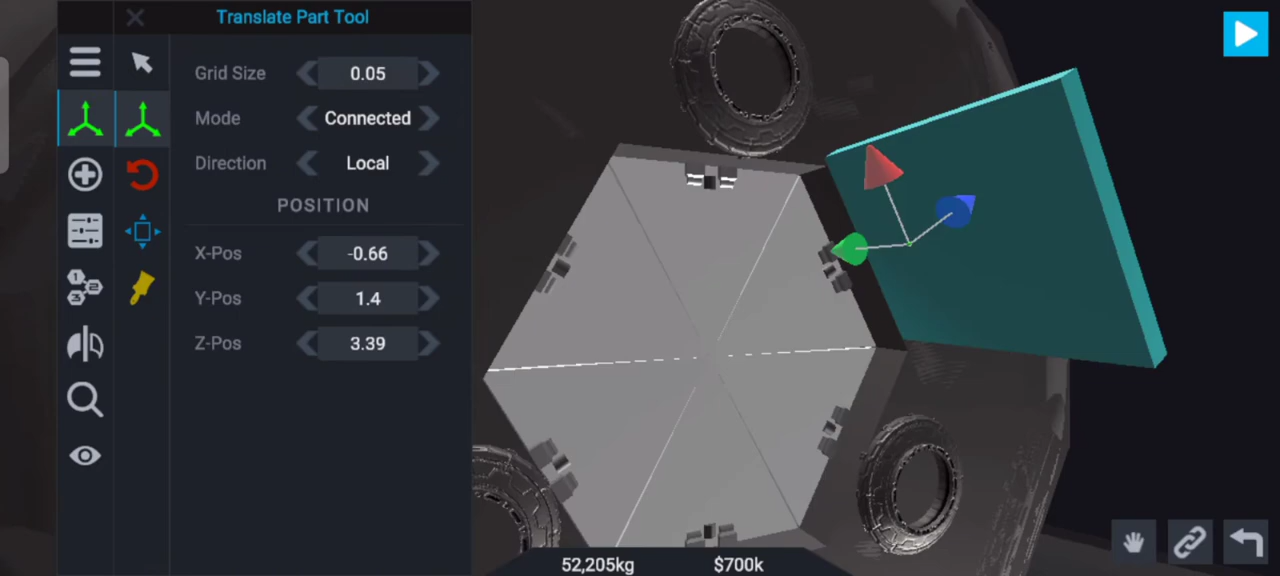 Translate Part Tool
Grid Size 0.05
Mode Connected
Direction Local
POSITION
X-Pos -0.66
Y-Pos 1.4
Z-Pos 3.39
52,205kg $700k